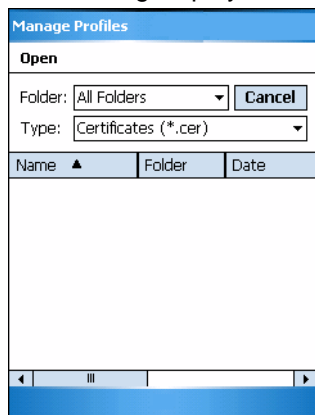 Manage Profiles
Open
Folder: All Folders Cancel
Type: Certificates (*.cer)
Name Folder Date